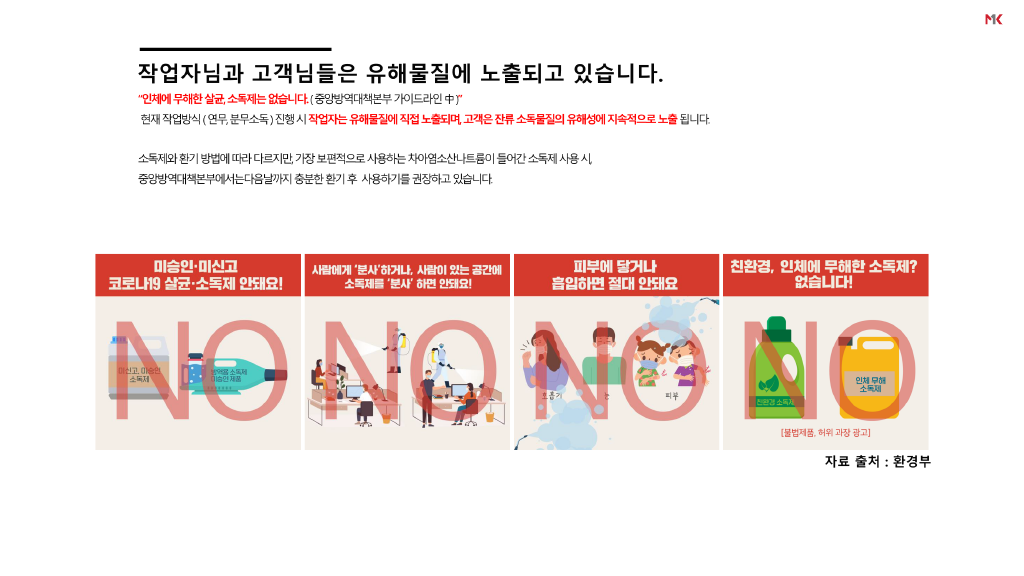 MK
작업자님과 고객님들은 유해물질에 노출되고 있습니다.
“인체에 무해한 살균, 소독제는 없습니다. ( 중앙방역대책본부 가이드라인 中 )”
현재 작업방식 ( 연무, 분무소독 ) 진행 시 작업자는 유해물질에 직접 노출되며, 고객은 잔류 소독물질의 유해성에 지속적으로 노출 됩니다.
소독제와 환기 방법에 따라 다르지만, 가장 보편적으로 사용하는 차아염소산나트륨이 들어간 소독제 사용 시,
중앙방역대책본부에서는다음날까지 충분한 환기 후 사용하기를 권장하고 있습니다.
미승인·미신고
코로나19 살균·소독제 안돼요!
NO
미신고, 미승인
소독제
방역용 소독제
미승인 제품
사람에게 '분사'하거나, 사람이 있는 공간에
소독제를 '분사' 하면 안돼요!
NO
피부에 닿거나
흡입하면 절대 안돼요
NO
호흡기
눈
피부
친환경, 인체에 무해한 소독제?
없습니다!
NO
친환경 소독제
인체 무해
소독제
[불법제품, 허위 과장 광고]
자료 출처 : 환경부